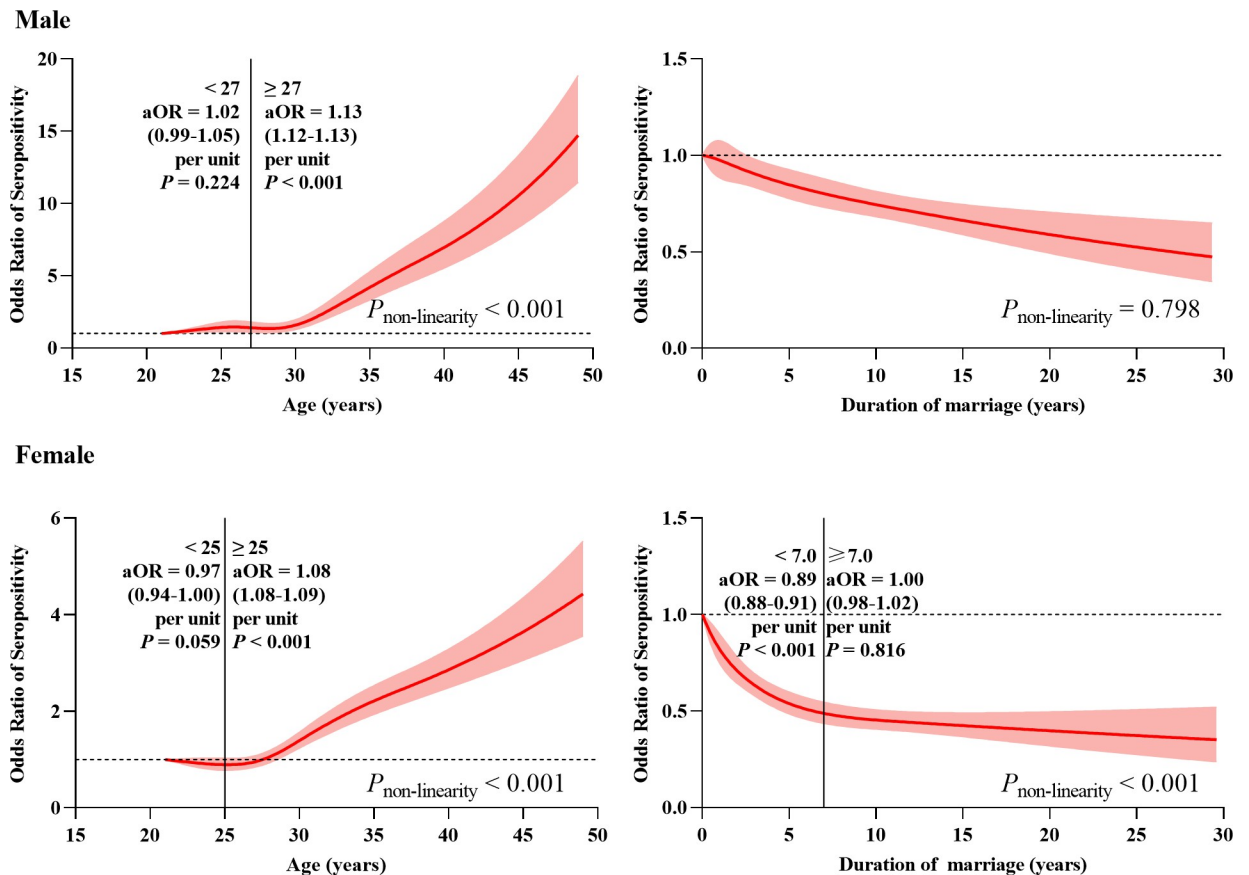 Male
Odds Ratio of Seropositivity
20
15
10
5
0
< 27
aOR = 1.02
(0.99-1.05)
per unit
P = 0.224
≥ 27
aOR = 1.13
(1.12-1.13)
per unit
P < 0.001
Pnon-linearity < 0.001
15 20 25 30 35 40 45 50
Age (years)
Odds Ratio of Seropositivity
1.5
1.0
0.5
0.0
Pnon-linearity = 0.798
0 5 10 15 20 25 30
Duration of marriage (years)
Female
Odds Ratio of Seropositivity
6
4
2
0
< 25
aOR = 0.97
(0.94-1.00)
per unit
P = 0.059
≥ 25
aOR = 1.08
(1.08-1.09)
per unit
P < 0.001
Pnon-linearity < 0.001
15 20 25 30 35 40 45 50
Age (years)
Odds Ratio of Seropositivity
1.5
1.0
0.5
0.0
< 7.0
aOR = 0.89
(0.88-0.91)
per unit
P < 0.001
⩾7.0
aOR = 1.00
(0.98-1.02)
per unit
P = 0.816
Pnon-linearity < 0.001
0 5 10 15 20 25 30
Duration of marriage (years)